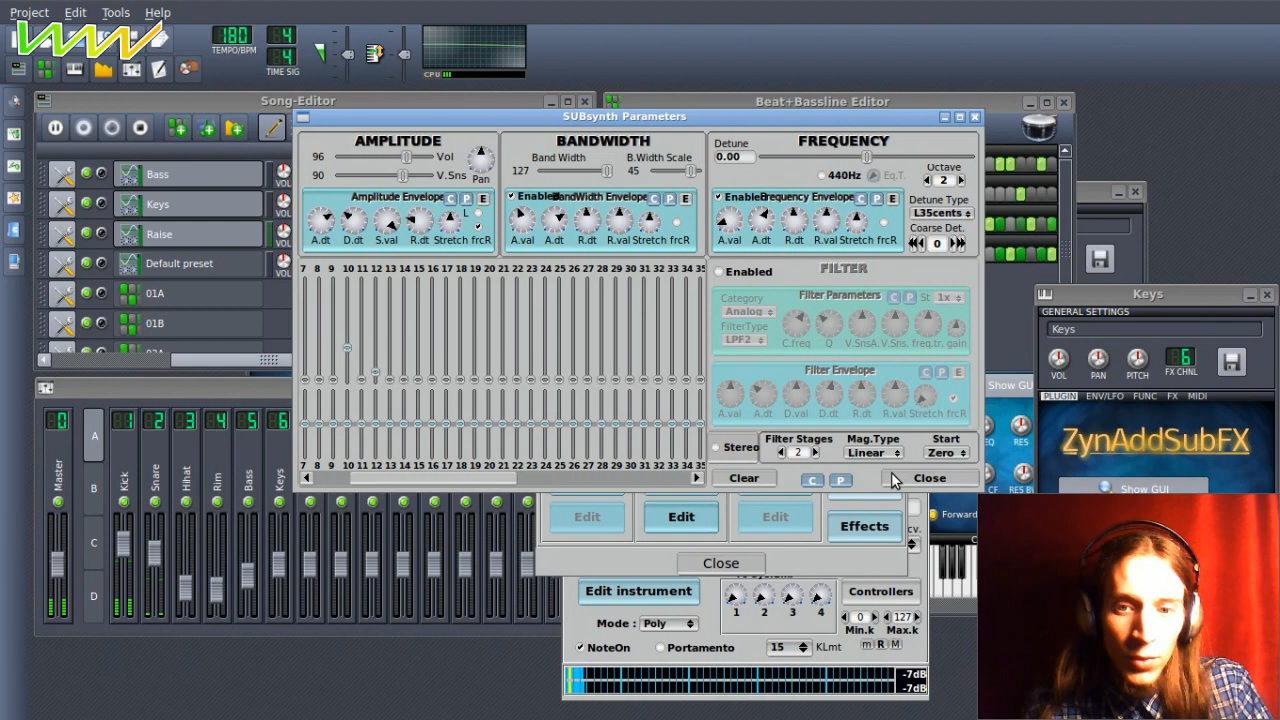 Project Edit Tools Help
180
TEMPO/BPM
4
4
TIME SIG
CPU
Song-Editor
Beat+Bassline Editor
Bass
VOL
Keys
VOL
Raise
VOL
Default preset
VOL
01A
01B
SUBsynth Parameters
AMPLITUDE
96 Vol
90 V.Sns
Pan
Amplitude Envelope C P E
L
A.dt D.dt S.val R.dt Stretch frcR
BANDWIDTH
Band Width B.Width Scale
127 45
Enabled BandWidth Envelope C P E
A.val A.dt R.dt R.val Stretch frcR
FREQUENCY
Detune
0.00
440Hz Eq.T.
Octave
2
Enabled Frequency Envelope C P E
A.val A.dt R.dt R.val Stretch frcR
Detune Type
L35cents
Coarse Det.
0
7 8 9 10 11 12 13 14 15 16 17 18 19 20 21 22 23 24 25 26 27 28 29 30 31 32 33 34 35
7 8 9 10 11 12 13 14 15 16 17 18 19 20 21 22 23 24 25 26 27 28 29 30 31 32 33 34 35
Enabled FILTER
Category
Analog
FilterType
LPF2
Filter Parameters C P St 1x
C.freq Q V.SnsA. V.Sns. freq.tr. gain
Filter Envelope C P E
A.val A.dt D.val D.dt R.dt R.val Stretch frcR
Stereo
Filter Stages Mag.Type Start
2 Linear Zero
Clear C P Close
Keys
GENERAL SETTINGS
Keys
VOL PAN PITCH FX CHNL
6
PLUGIN ENV/LFO FUNC FX MIDI
ZynAddSubFX
Show GUI
Show GUI
RES
RES
Forward
0 1 2 3 4 5 6
Master Kick Snare Hihat Rim Bass Keys
A
B
C
D
Edit Edit Edit Effects
Close
Edit instrument
1 2 3 4
Controllers
Mode : Poly
0 127
Min.k Max.k
NoteOn Portamento 15 KLmt m R M
-7dB
-7dB